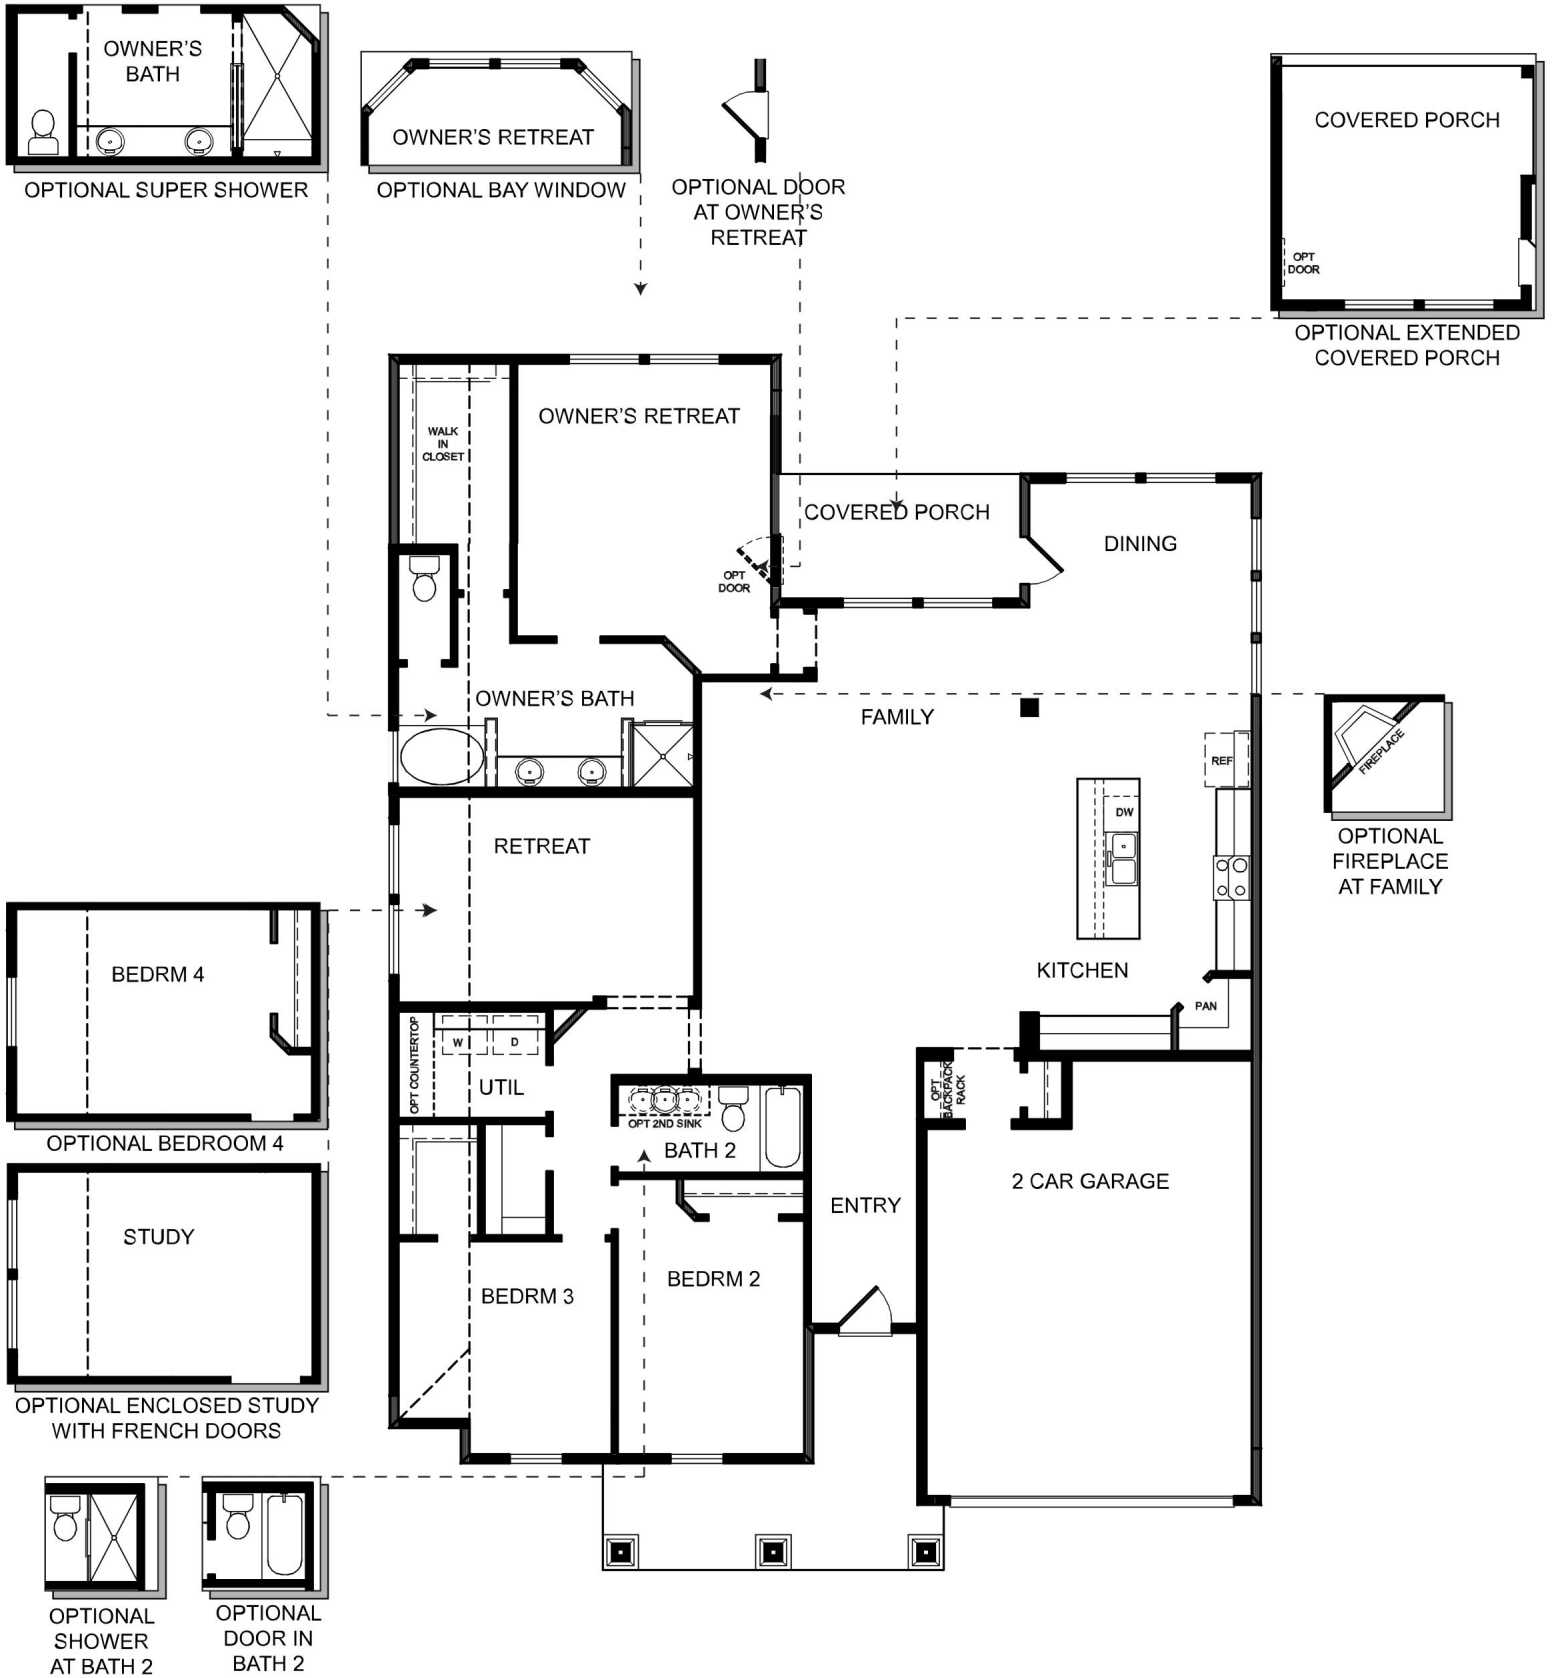 OWNER'S
BATH
OPTIONAL SUPER SHOWER
OWNER'S RETREAT
OPTIONAL BAY WINDOW
OPTIONAL DOOR
AT OWNER'S
RETREAT
COVERED PORCH
OPT
DOOR
OPTIONAL EXTENDED
COVERED PORCH
WALK
IN
CLOSET
OWNER'S RETREAT
OPT
DOOR
COVERED PORCH
DINING
OWNER'S BATH
FAMILY
REF
DW
FIREPLACE
OPTIONAL
FIREPLACE
AT FAMILY
RETREAT
KITCHEN
PAN
BEDRM 4
OPTIONAL BEDROOM 4
OPT COUNTERTOP
W
D
UTIL
OPT 2ND SINK
BATH 2
OPT
BACKPACK
RACK
2 CAR GARAGE
ENTRY
STUDY
OPTIONAL ENCLOSED STUDY
WITH FRENCH DOORS
BEDRM 3
BEDRM 2
OPTIONAL
SHOWER
AT BATH 2
OPTIONAL
DOOR IN
BATH 2